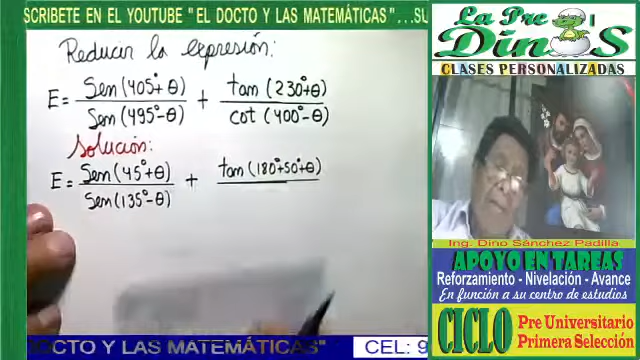 SCRIBETE EN EL YOUTUBE " EL DOCTO Y LAS MATEMÁTICAS"...SU
Reducir la expresión:
E = Sen(405°+θ) / Sen(495°-θ) + tan(230°+θ) / cot(400°-θ)
Solución:
E = Sen(45°+θ) / Sen(135°-θ) + tan(180°+50°+θ)
DOCTO Y LAS MATEMÁTICAS" CEL: 9
La Pre
DinoS
CLASES PERSONALIZADAS
Ing. Dino Sánchez Padilla
APOYO EN TAREAS
Reforzamiento - Nivelación - Avance
En función a su centro de estudios
CICLO Pre Universitario
Primera Selección